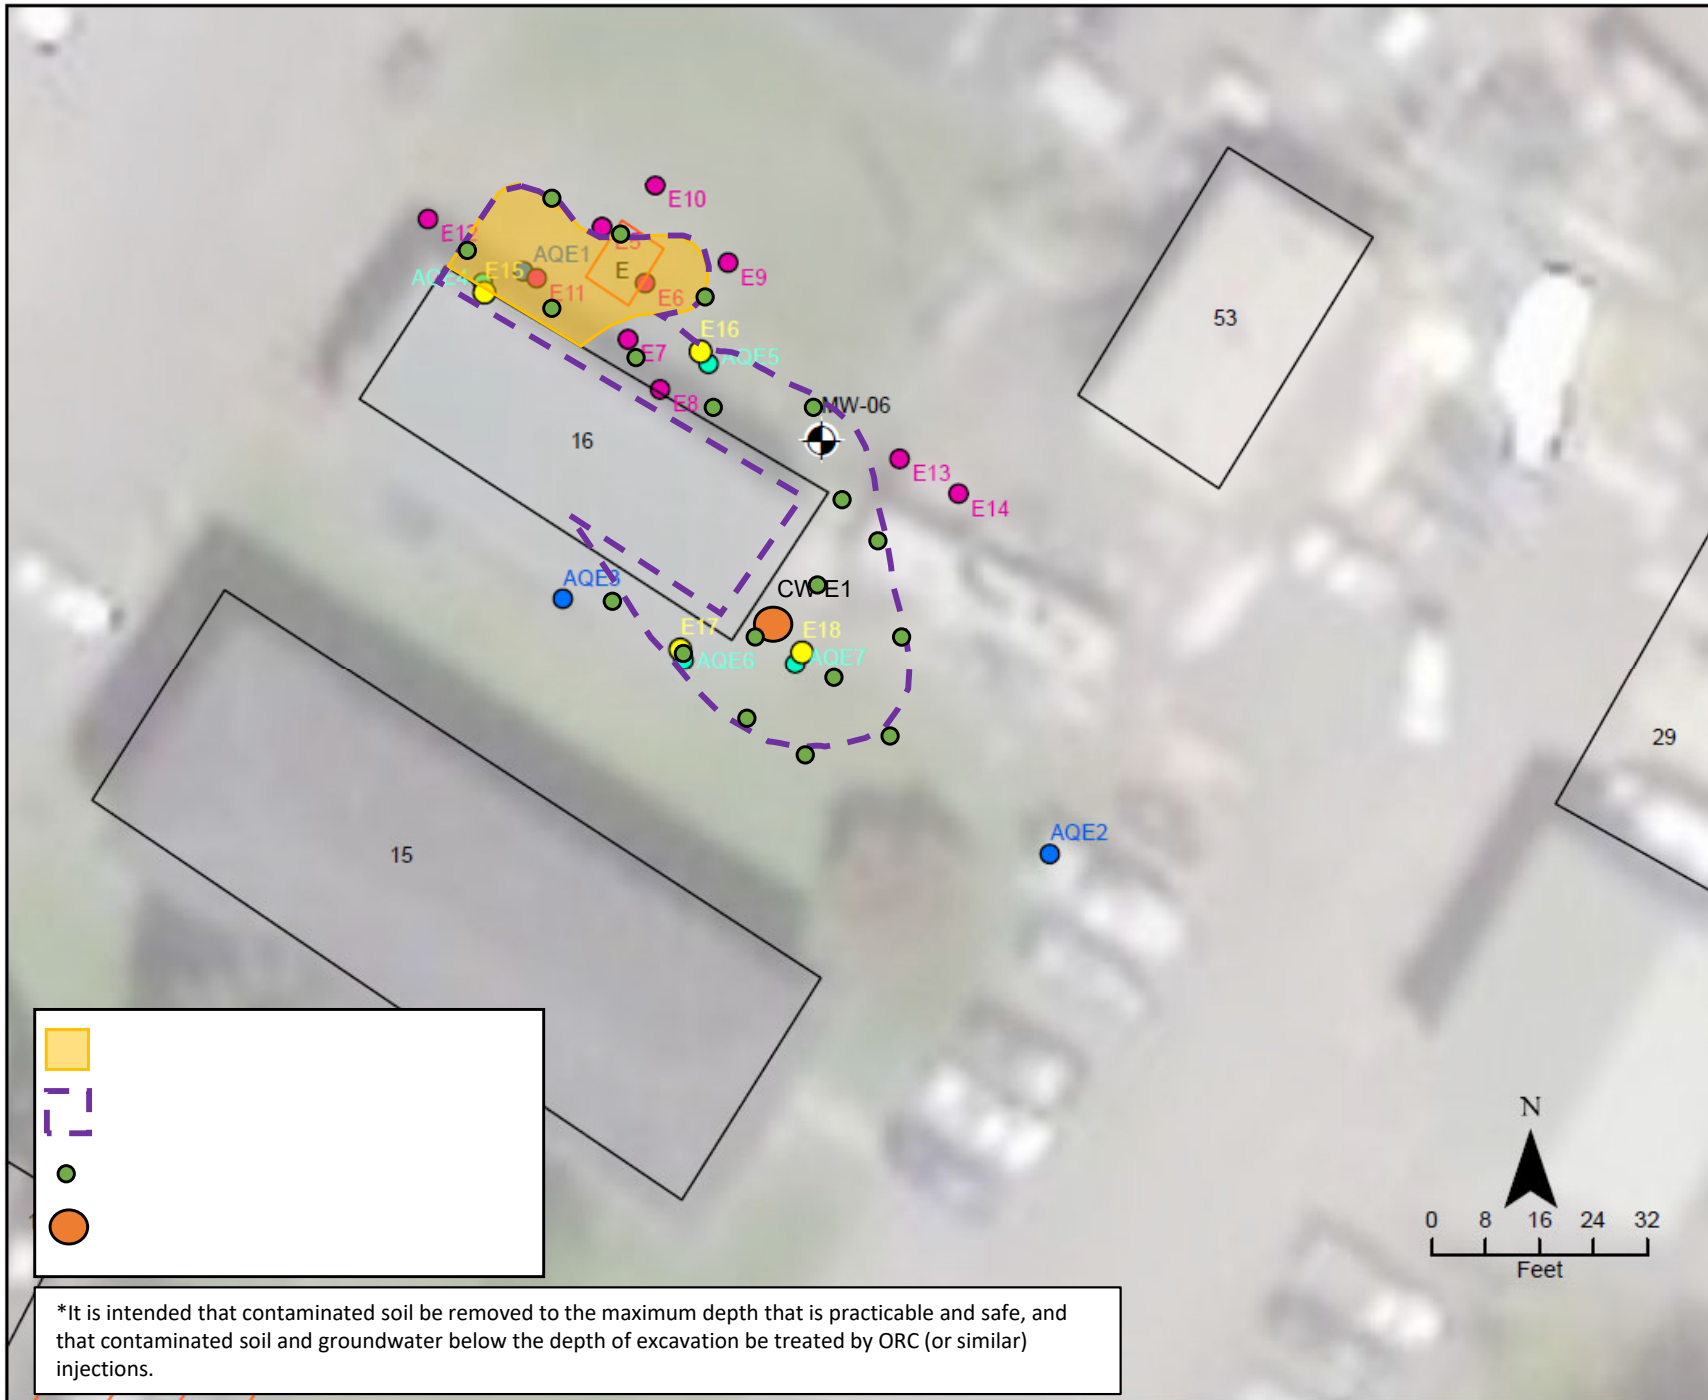 E10
E12
E5
AQE1
E9
E
AQE4
E15
E11
E6
53
E16
E7
AQE5
E8
MW-06
16
E13
E14
AQE3
CW-E1
E17
E18
AQE6
AQE7
29
AQE2
15
N
0 8 16 24 32
Feet
*It is intended that contaminated soil be removed to the maximum depth that is practicable and safe, and
that contaminated soil and groundwater below the depth of excavation be treated by ORC (or similar)
injections.